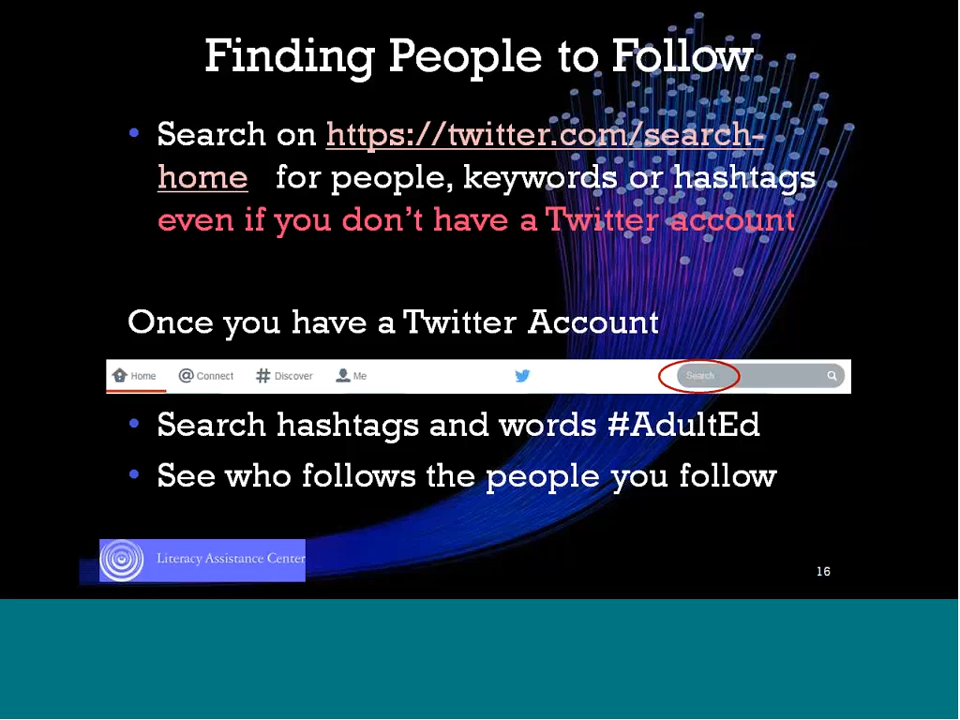 Finding People to Follow
• Search on https://twitter.com/search-
home for people, keywords or hashtags
even if you don't have a Twitter account
Once you have a Twitter Account
Home @ Connect # Discover Me Search
• Search hashtags and words #AdultEd
• See who follows the people you follow
Literacy Assistance Center
16